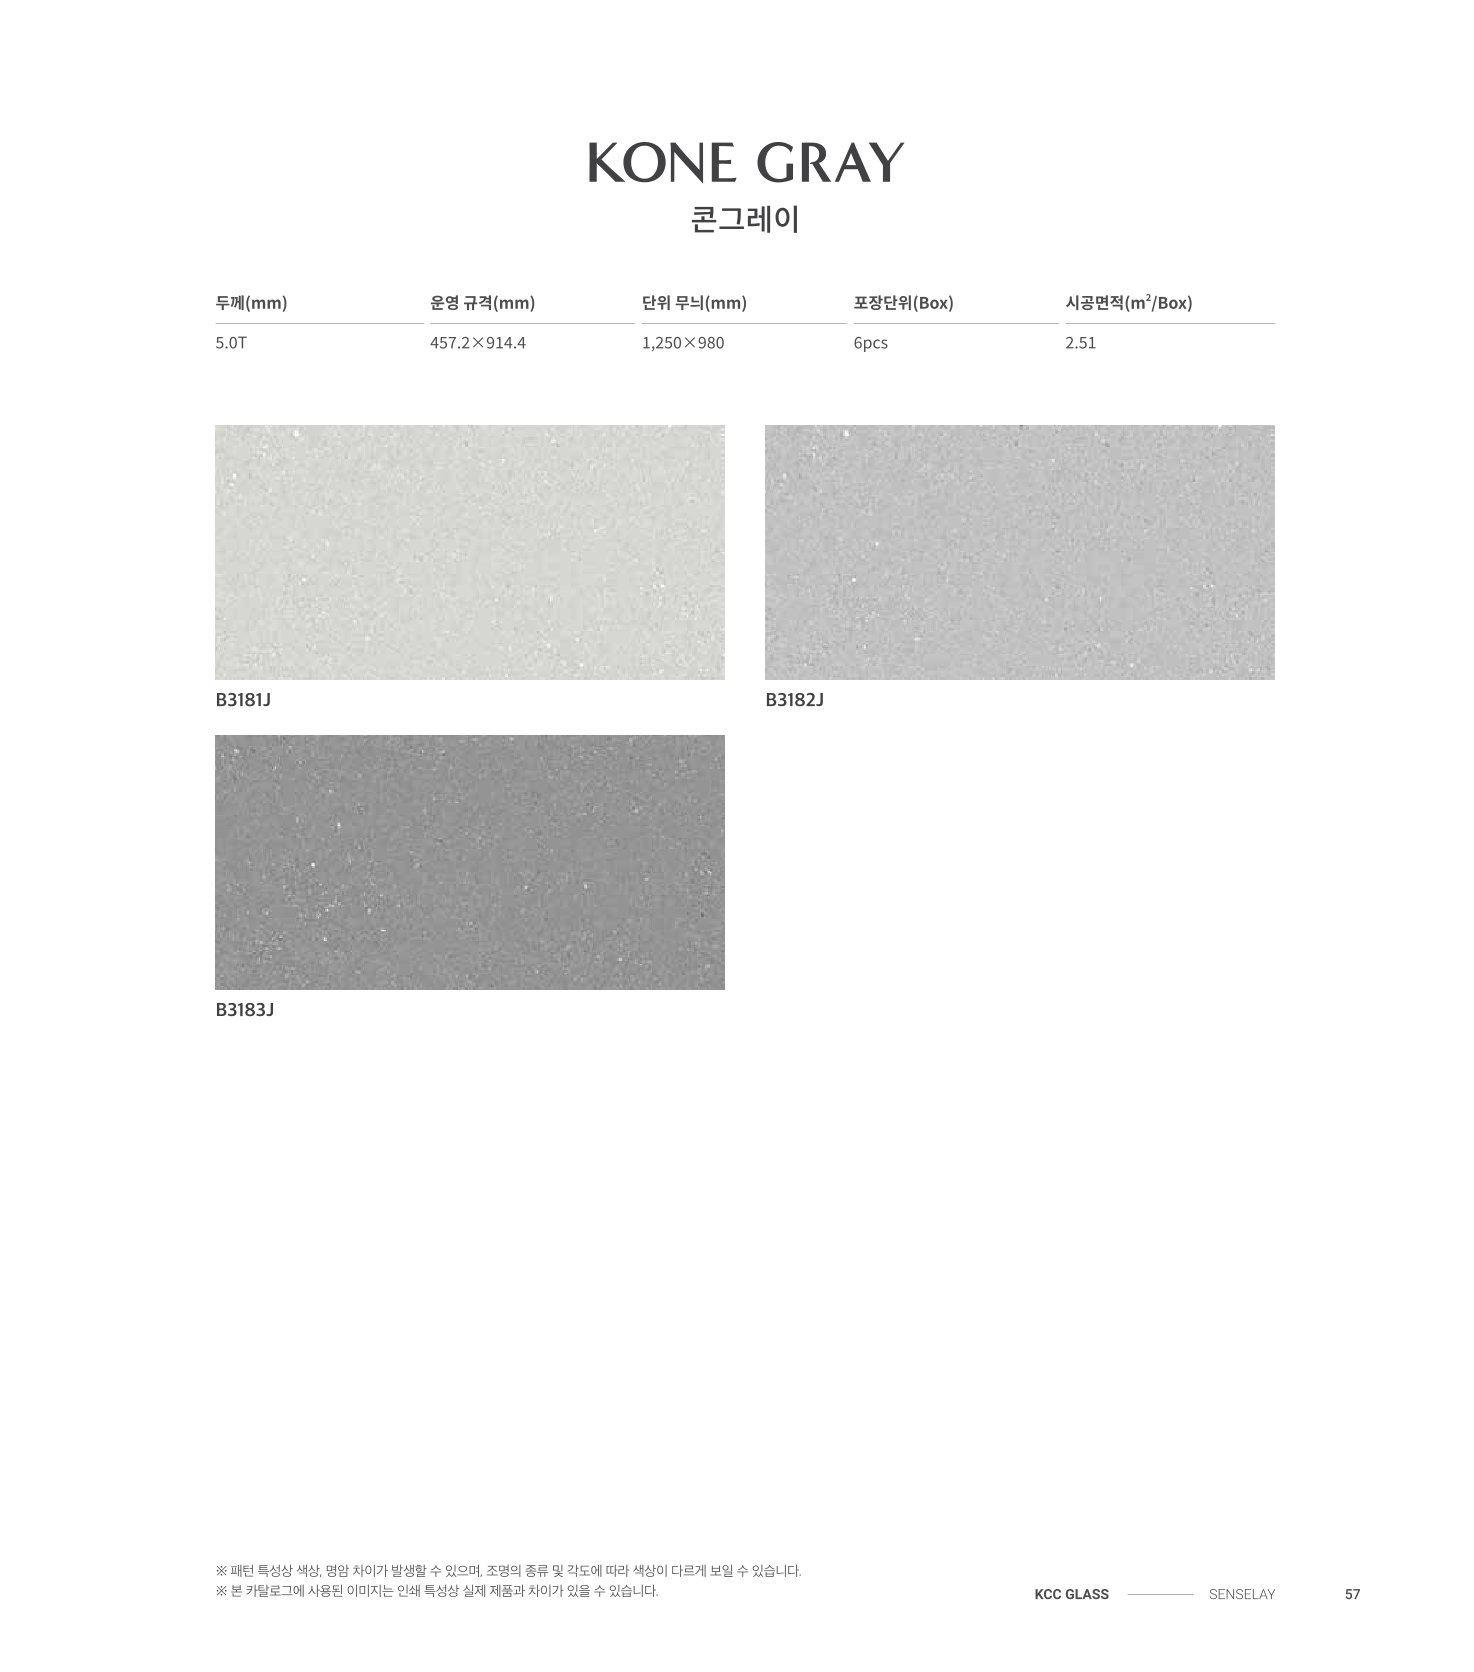 KONE GRAY
콘그레이
두께(mm) 운영 규격(mm) 단위 무늬(mm) 포장단위(Box) 시공면적(m²/Box)
5.0T 457.2×914.4 1,250×980 6pcs 2.51
B3181J B3182J
B3183J
※ 패턴 특성상 색상, 명암 차이가 발생할 수 있으며, 조명의 종류 및 각도에 따라 색상이 다르게 보일 수 있습니다.
※ 본 카탈로그에 사용된 이미지는 인쇄 특성상 실제 제품과 차이가 있을 수 있습니다.
KCC GLASS SENSELAY 57